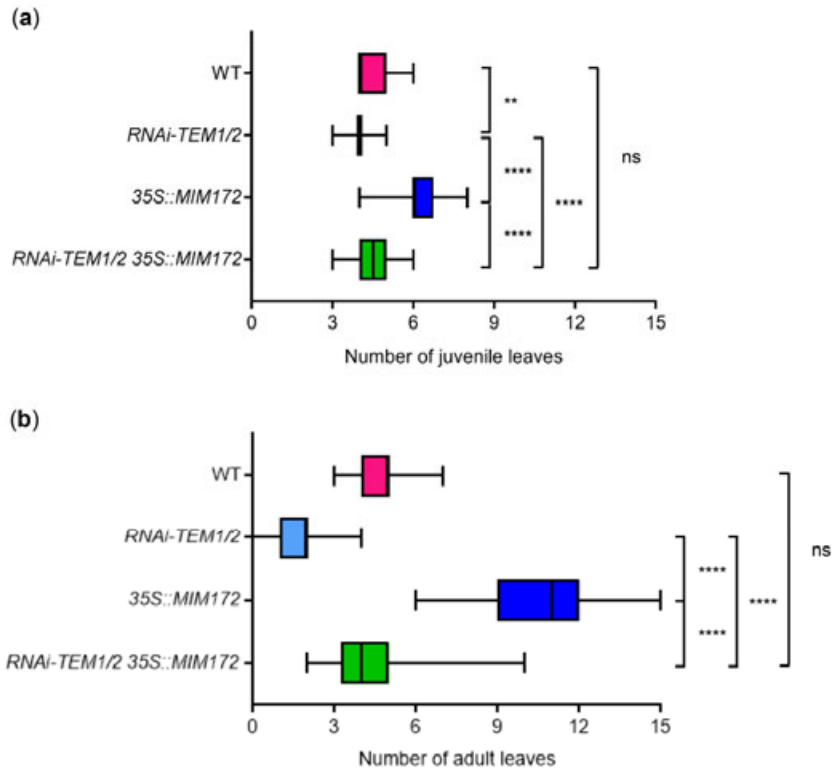 (a)
WT
**
RNAi-TEM1/2
****
ns
35S::MIM172
****
****
RNAi-TEM1/2 35S::MIM172
0 3 6 9 12 15
Number of juvenile leaves
(b)
WT
RNAi-TEM1/2
ns
****
35S::MIM172
****
****
RNAi-TEM1/2 35S::MIM172
0 3 6 9 12 15
Number of adult leaves